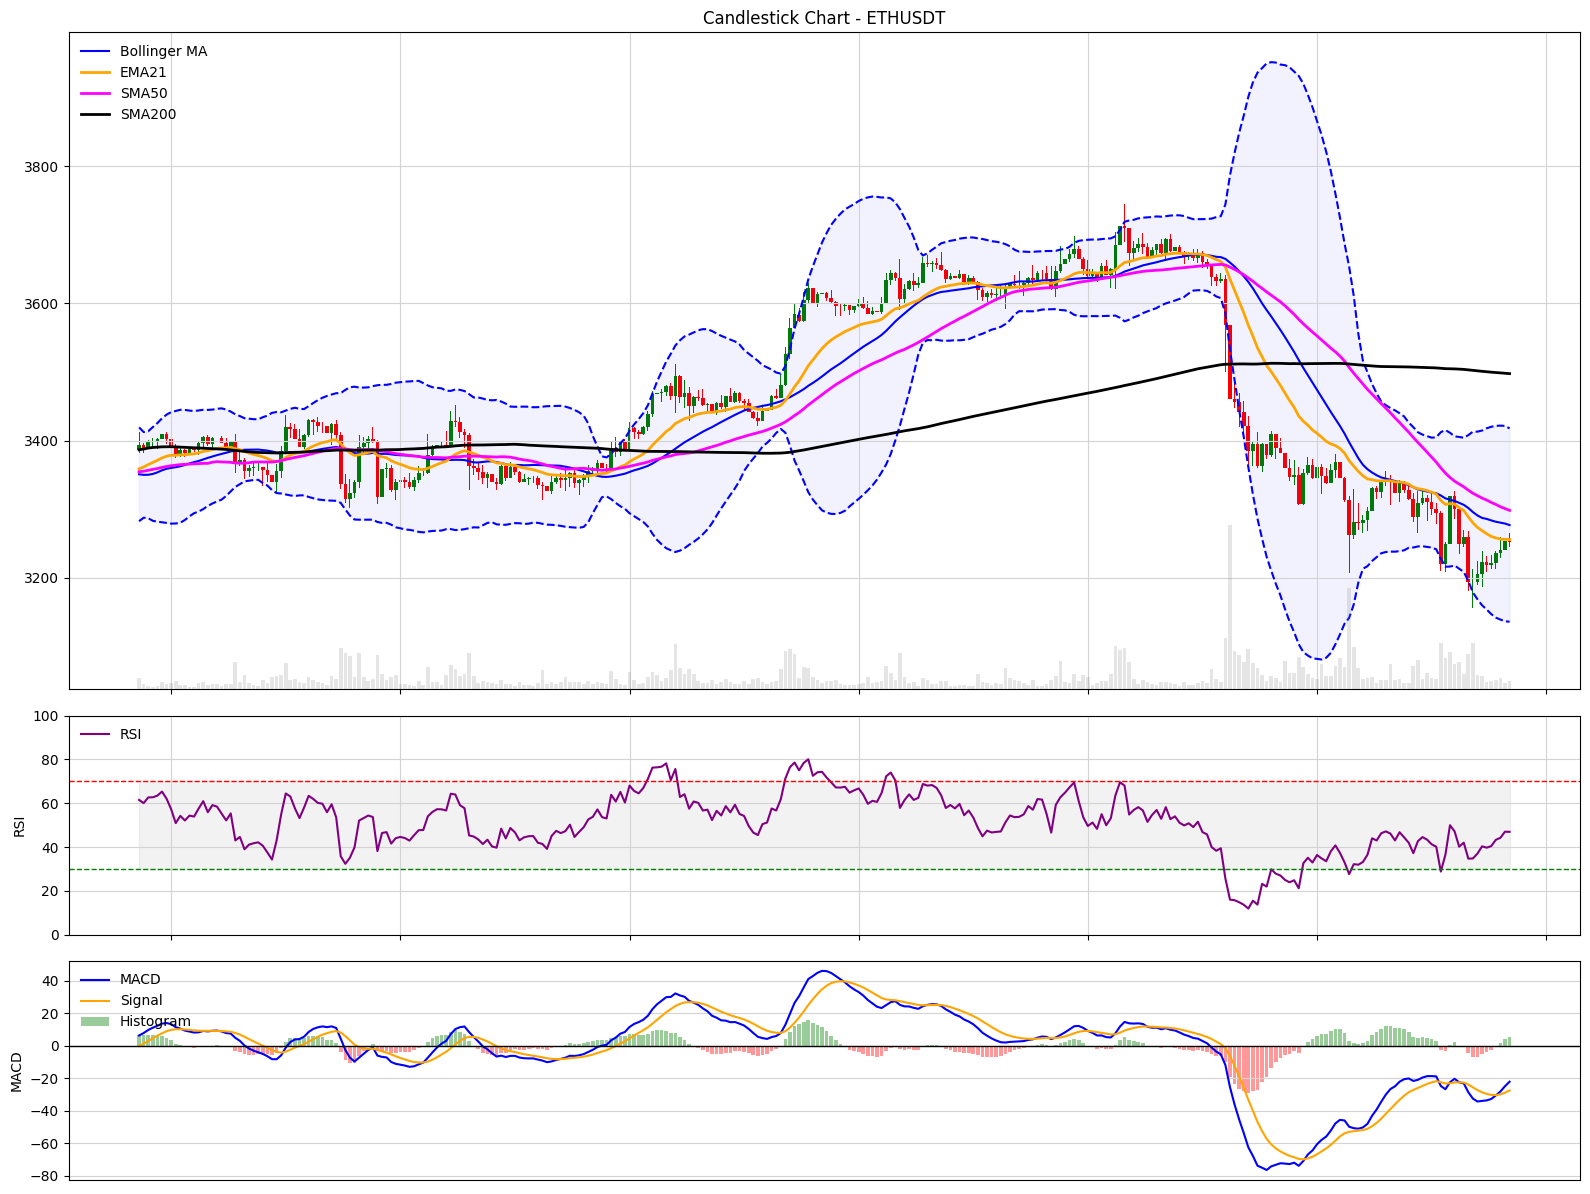 Candlestick Chart - ETHUSDT
Bollinger MA
EMA21
SMA50
SMA200
3800
3600
3400
3200
RSI
100
80
60
40
20
0
RSI
MACD
Signal
Histogram
40
20
0
−20
−40
−60
−80
MACD